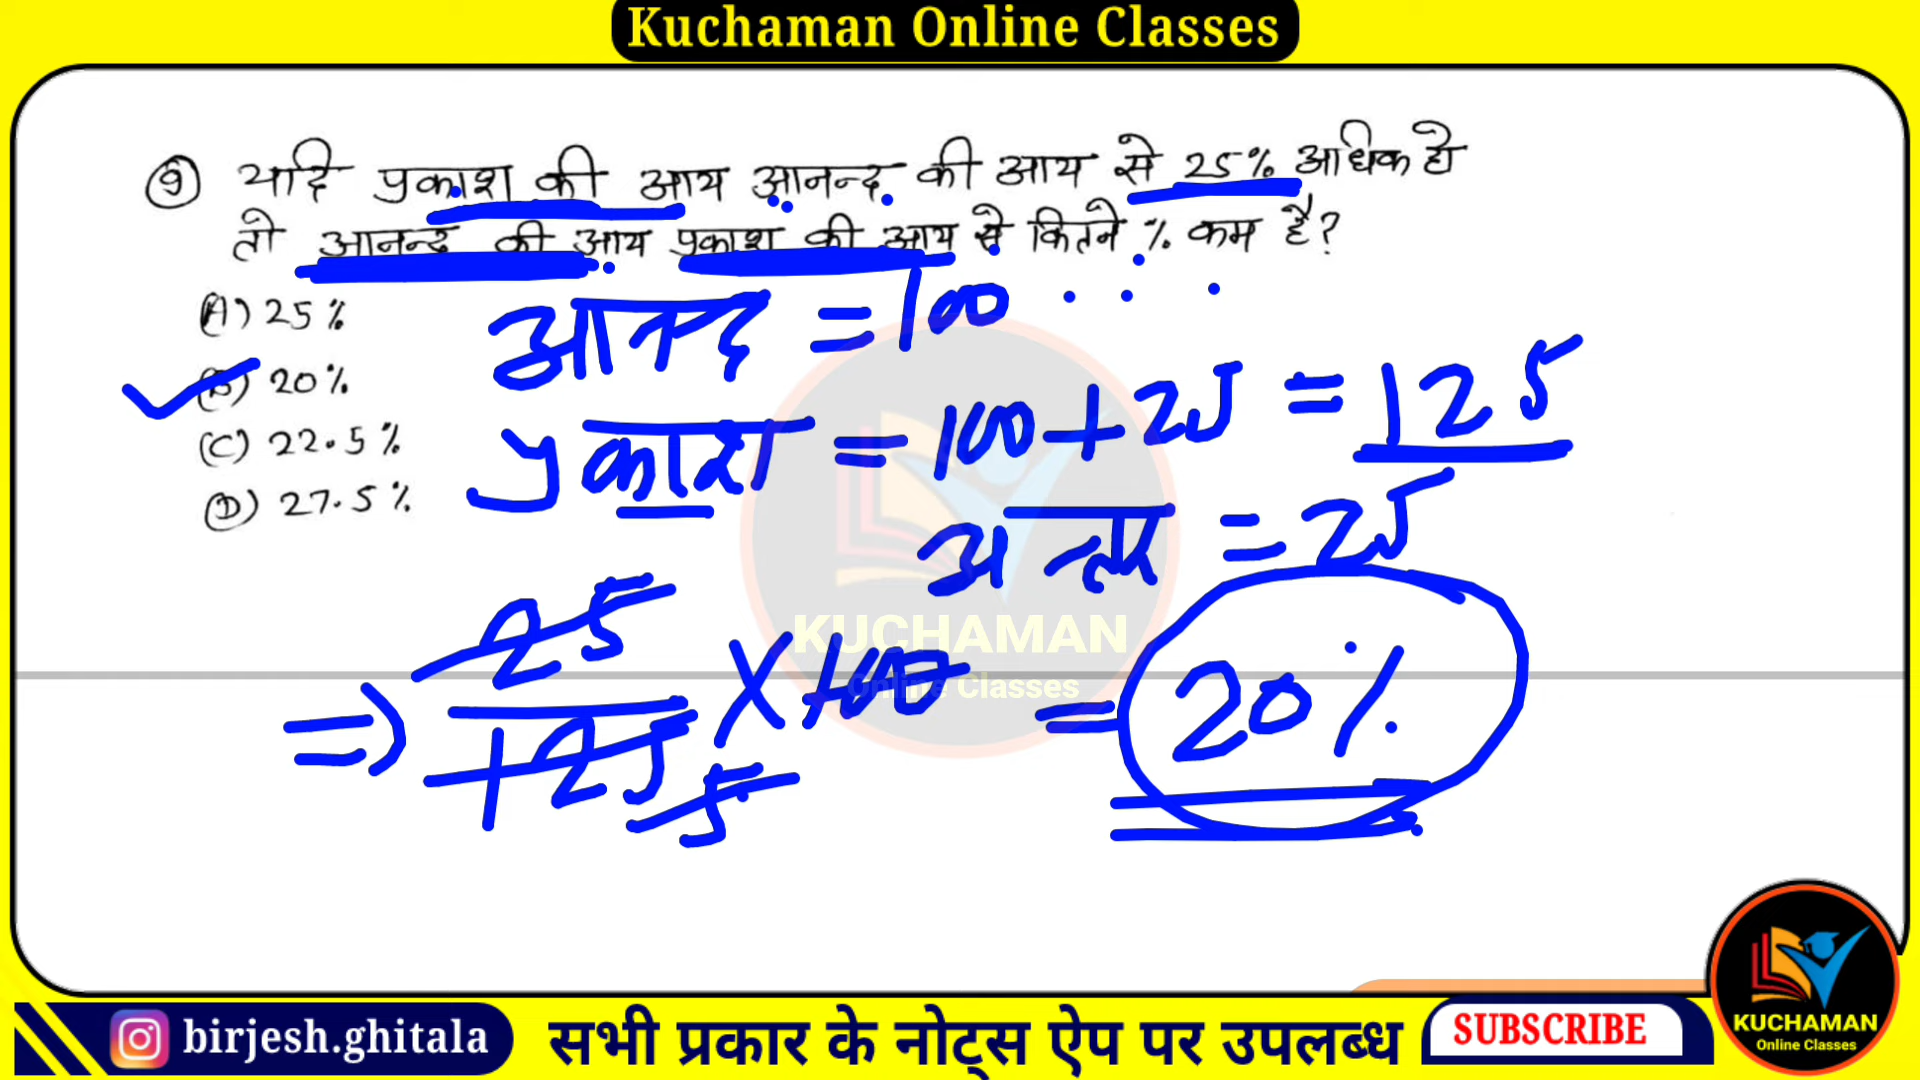 Kuchaman Online Classes
⑨ यदि प्रकाश की आय आनन्द की आय से 25% अधिक हो
तो आनन्द की आय प्रकाश की आय से कितने % कम है?
(A) 25%
(B) 20%
(C) 22.5%
(D) 27.5%
आनन्द = 100
प्रकाश = 100 + 25 = 125
अन्तर = 25
⇒ 25/125 × 100 = 20%
5
KUCHAMAN
Online Classes
KUCHAMAN
Online Classes
birjesh.ghitala
सभी प्रकार के नोट्स ऐप पर उपलब्ध
SUBSCRIBE